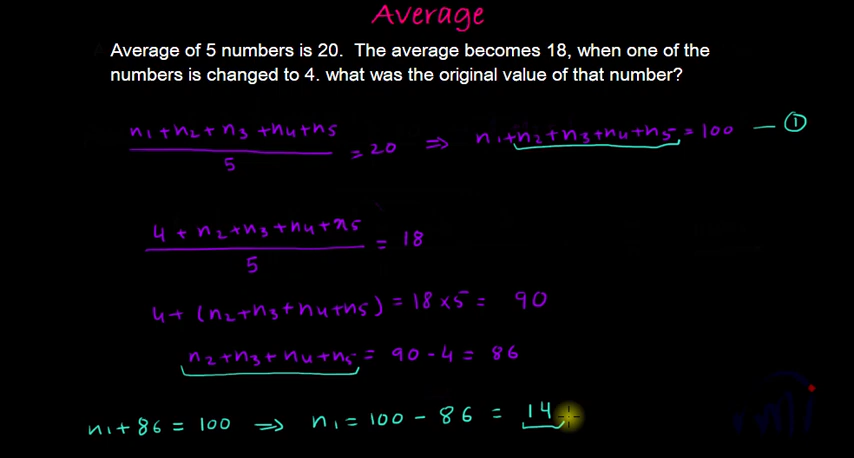 Average
Average of 5 numbers is 20. The average becomes 18, when one of the
numbers is changed to 4. what was the original value of that number?
n1+n2+n3+n4+n5
5
=20 ⇒ n1+n2+n3+n4+n5=100 — ①
4+n2+n3+n4+n5
5
= 18
4+(n2+n3+n4+n5) = 18×5 = 90
n2+n3+n4+n5 = 90-4 = 86
n1+86 = 100 ⇒ n1 = 100 - 86 = 14